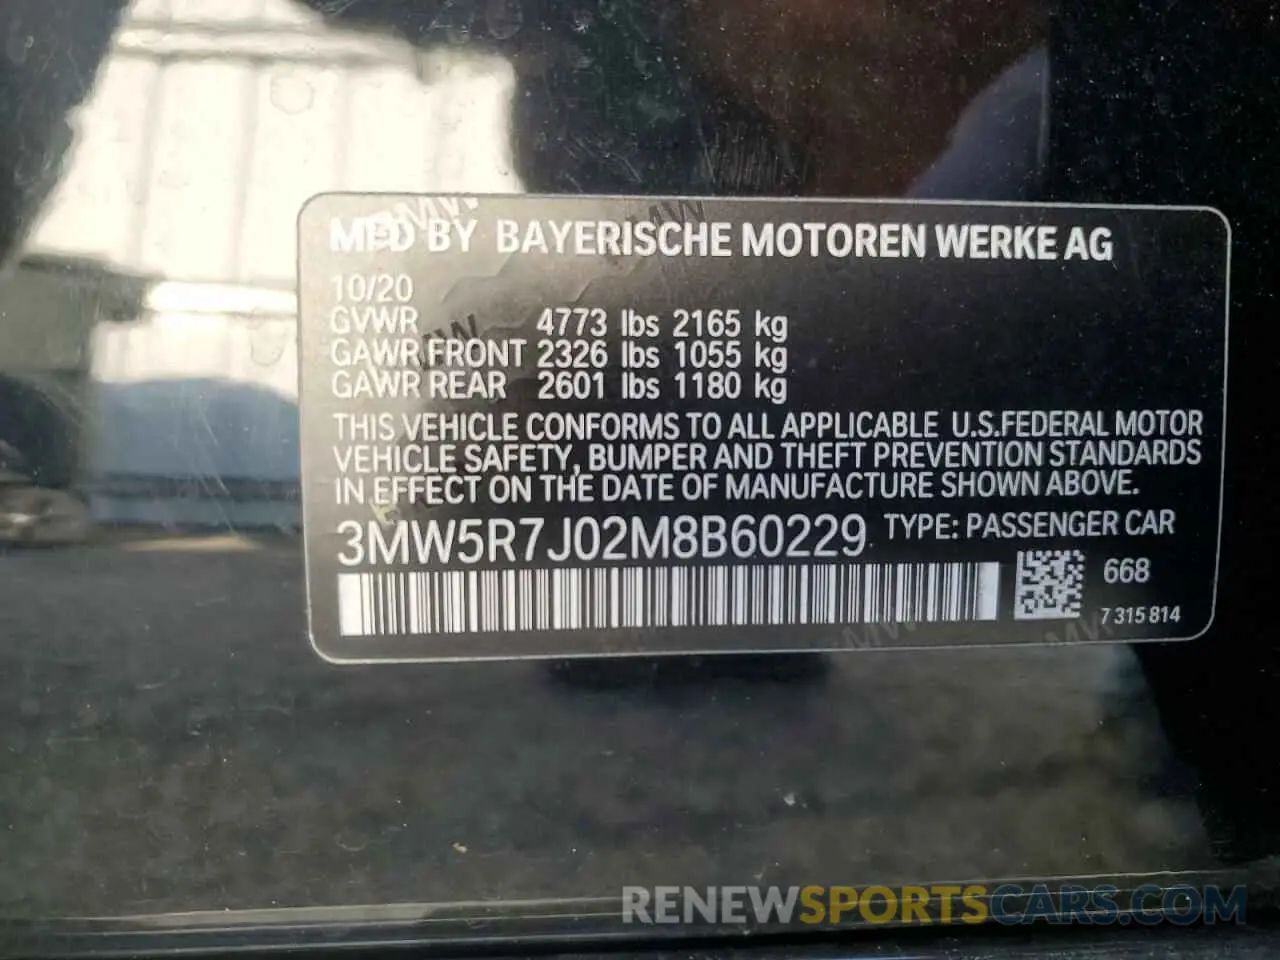 MFD BY BAYERISCHE MOTOREN WERKE AG
10/20
GVWR 4773 lbs 2165 kg
GAWR FRONT 2326 lbs 1055 kg
GAWR REAR 2601 lbs 1180 kg
THIS VEHICLE CONFORMS TO ALL APPLICABLE U.S.FEDERAL MOTOR
VEHICLE SAFETY, BUMPER AND THEFT PREVENTION STANDARDS
IN EFFECT ON THE DATE OF MANUFACTURE SHOWN ABOVE.
3MW5R7J02M8B60229 TYPE: PASSENGER CAR
668
7 315 814
RENEWSPORTSCARS.COM